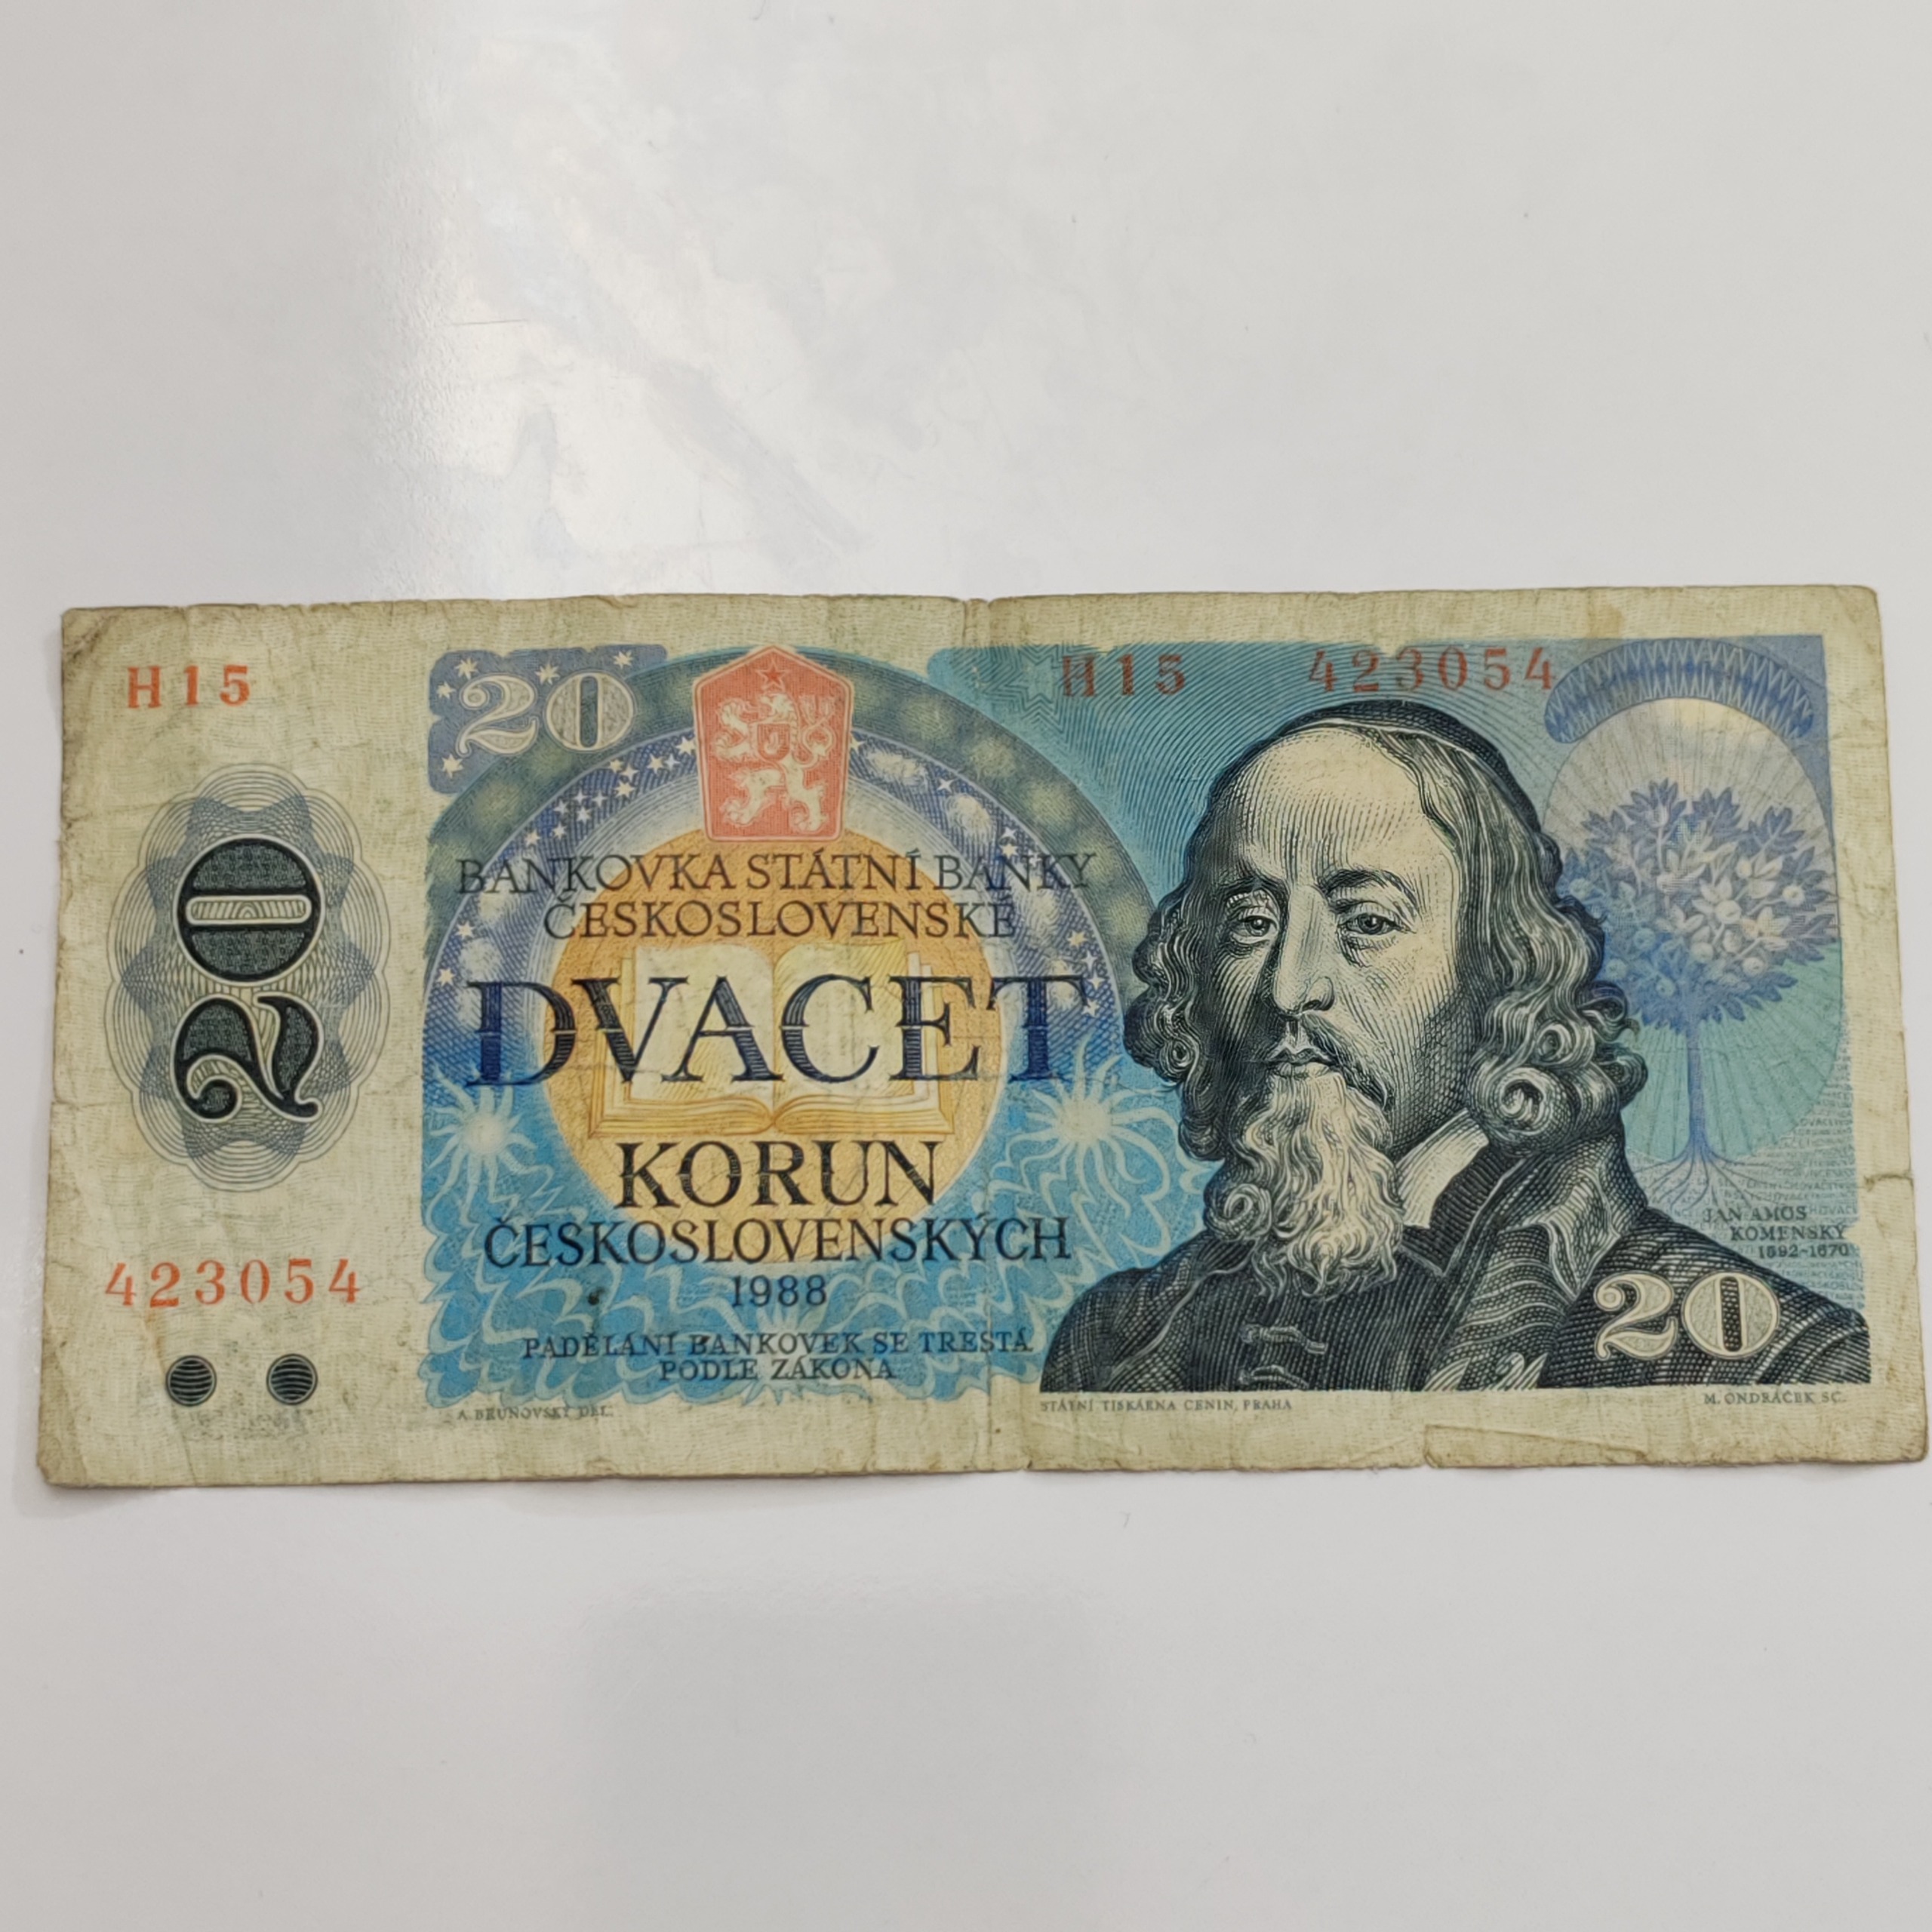 H15
20
H15 423054
20
BANKOVKA STÁTNÍ BANKY
ČESKOSLOVENSKÉ
DVACET
KORUN
ČESKOSLOVENSKÝCH
1988
PADĚLÁNÍ BANKOVEK SE TRESTÁ
PODLE ZÁKONA
JAN AMOS
KOMENSKÝ
1592~1670
20
423054
A. BRUNOVSKÝ DEL.
STÁTNÍ TISKÁRNA CENIN, PRAHA
M. ONDRÁČEK SC.